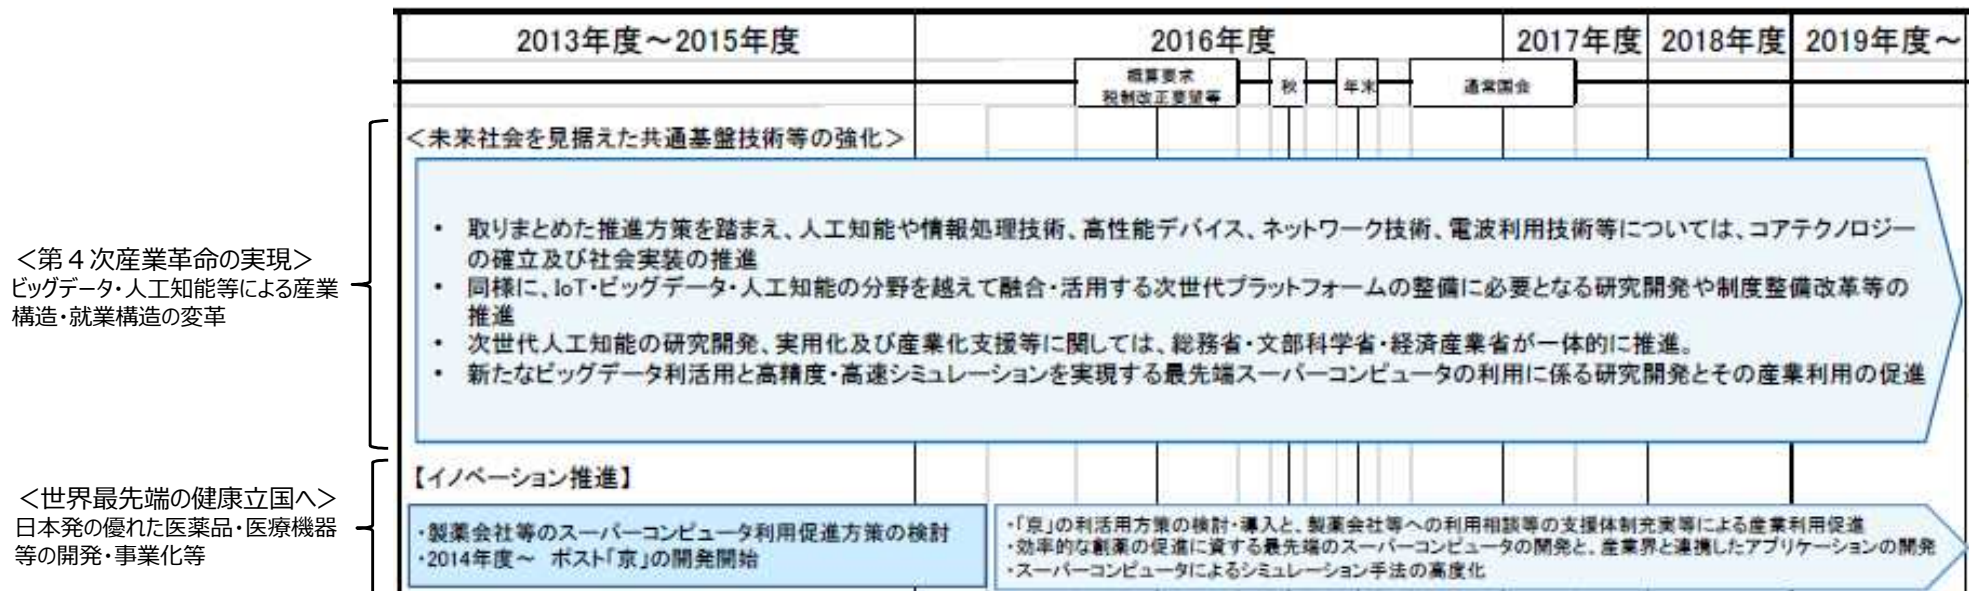 2013年度～2015年度
2016年度
2017年度
2018年度
2019年度～
概算要求
税制改正要望等
秋
年末
通常国会
＜未来社会を見据えた共通基盤技術等の強化＞
＜第４次産業革命の実現＞
ビッグデータ・人工知能等による産業
構造・就業構造の変革
• 取りまとめた推進方策を踏まえ、人工知能や情報処理技術、高性能デバイス、ネットワーク技術、電波利用技術等については、コアテクノロジー
の確立及び社会実装の推進
• 同様に、IoT・ビッグデータ・人工知能の分野を越えて融合・活用する次世代プラットフォームの整備に必要となる研究開発や制度整備改革等の
推進
• 次世代人工知能の研究開発、実用化及び産業化支援等に関しては、総務省・文部科学省・経済産業省が一体的に推進。
• 新たなビッグデータ利活用と高精度・高速シミュレーションを実現する最先端スーパーコンピュータの利用に係る研究開発とその産業利用の促進
＜世界最先端の健康立国へ＞
日本発の優れた医薬品・医療機器
等の開発・事業化等
【イノベーション推進】
・製薬会社等のスーパーコンピュータ利用促進方策の検討
・2014年度～ ポスト「京」の開発開始
・「京」の利活用方策の検討・導入と、製薬会社等への利用相談等の支援体制充実等による産業利用促進
・効率的な創薬の促進に資する最先端のスーパーコンピュータの開発と、産業界と連携したアプリケーションの開発
・スーパーコンピュータによるシミュレーション手法の高度化